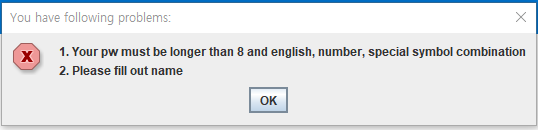 You have following problems:
1. Your pw must be longer than 8 and english, number, special symbol combination
2. Please fill out name
OK